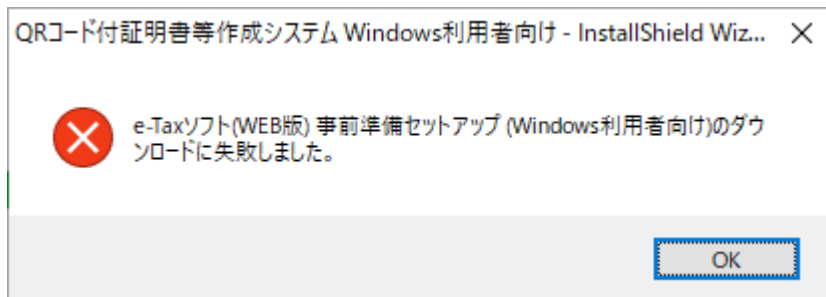 QRコード付証明書等作成システム Windows利用者向け - InstallShield Wiz...
e-Taxソフト(WEB版) 事前準備セットアップ (Windows利用者向け)のダウ
ンロードに失敗しました。
OK